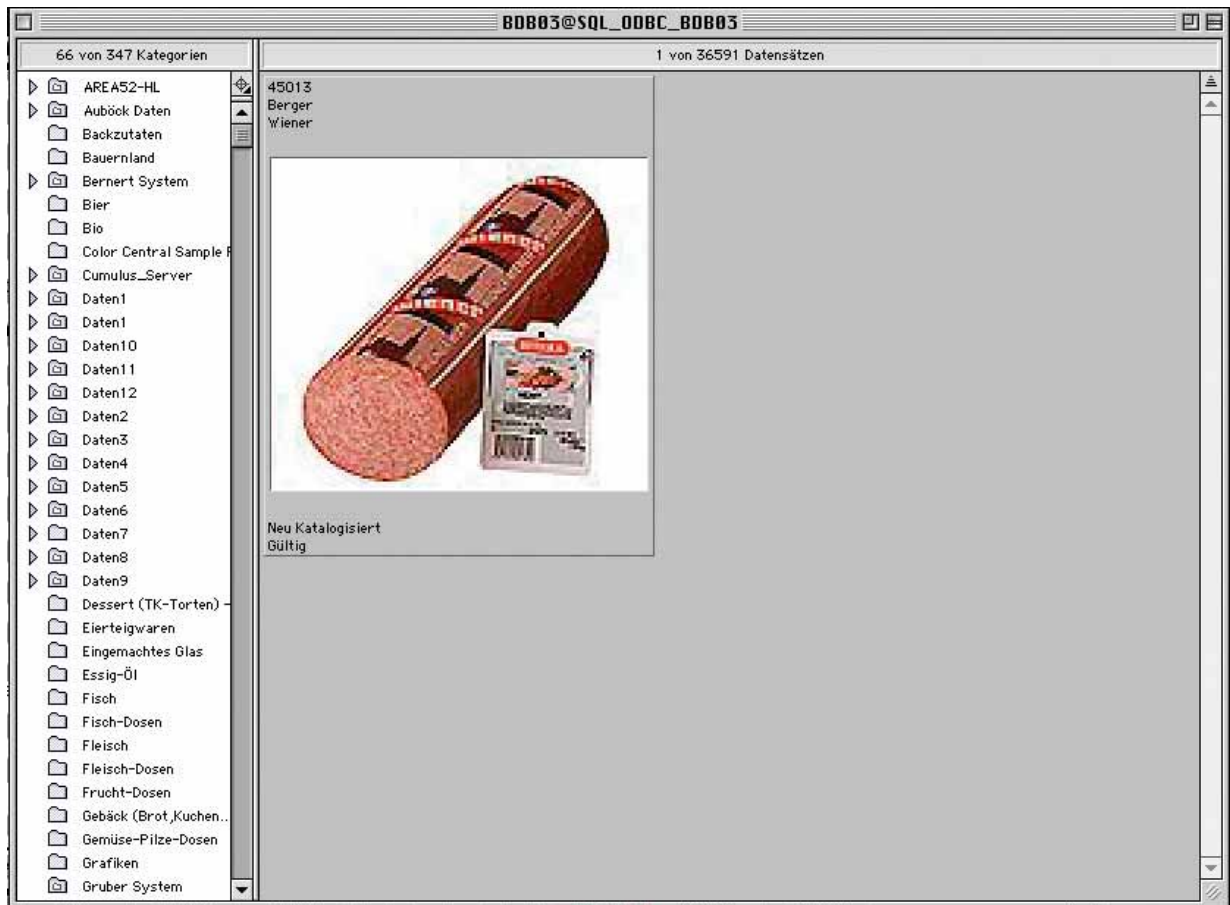 BDB03@SQL_ODBC_BDB03
66 von 347 Kategorien
1 von 36591 Datensätzen
AREA52-HL
Auböck Daten
Backzutaten
Bauernland
Bernert System
Bier
Bio
Color Central Sample F
Cumulus_Server
Daten1
Daten1
Daten10
Daten11
Daten12
Daten2
Daten3
Daten4
Daten5
Daten6
Daten7
Daten8
Daten9
Dessert (TK-Torten) -
Eierteigwaren
Eingemachtes Glas
Essig-Öl
Fisch
Fisch-Dosen
Fleisch
Fleisch-Dosen
Frucht-Dosen
Gebäck (Brot,Kuchen..
Gemüse-Pilze-Dosen
Grafiken
Gruber System
45013
Berger
Wiener
WIENER
WIENER
Neu Katalogisiert
Gültig